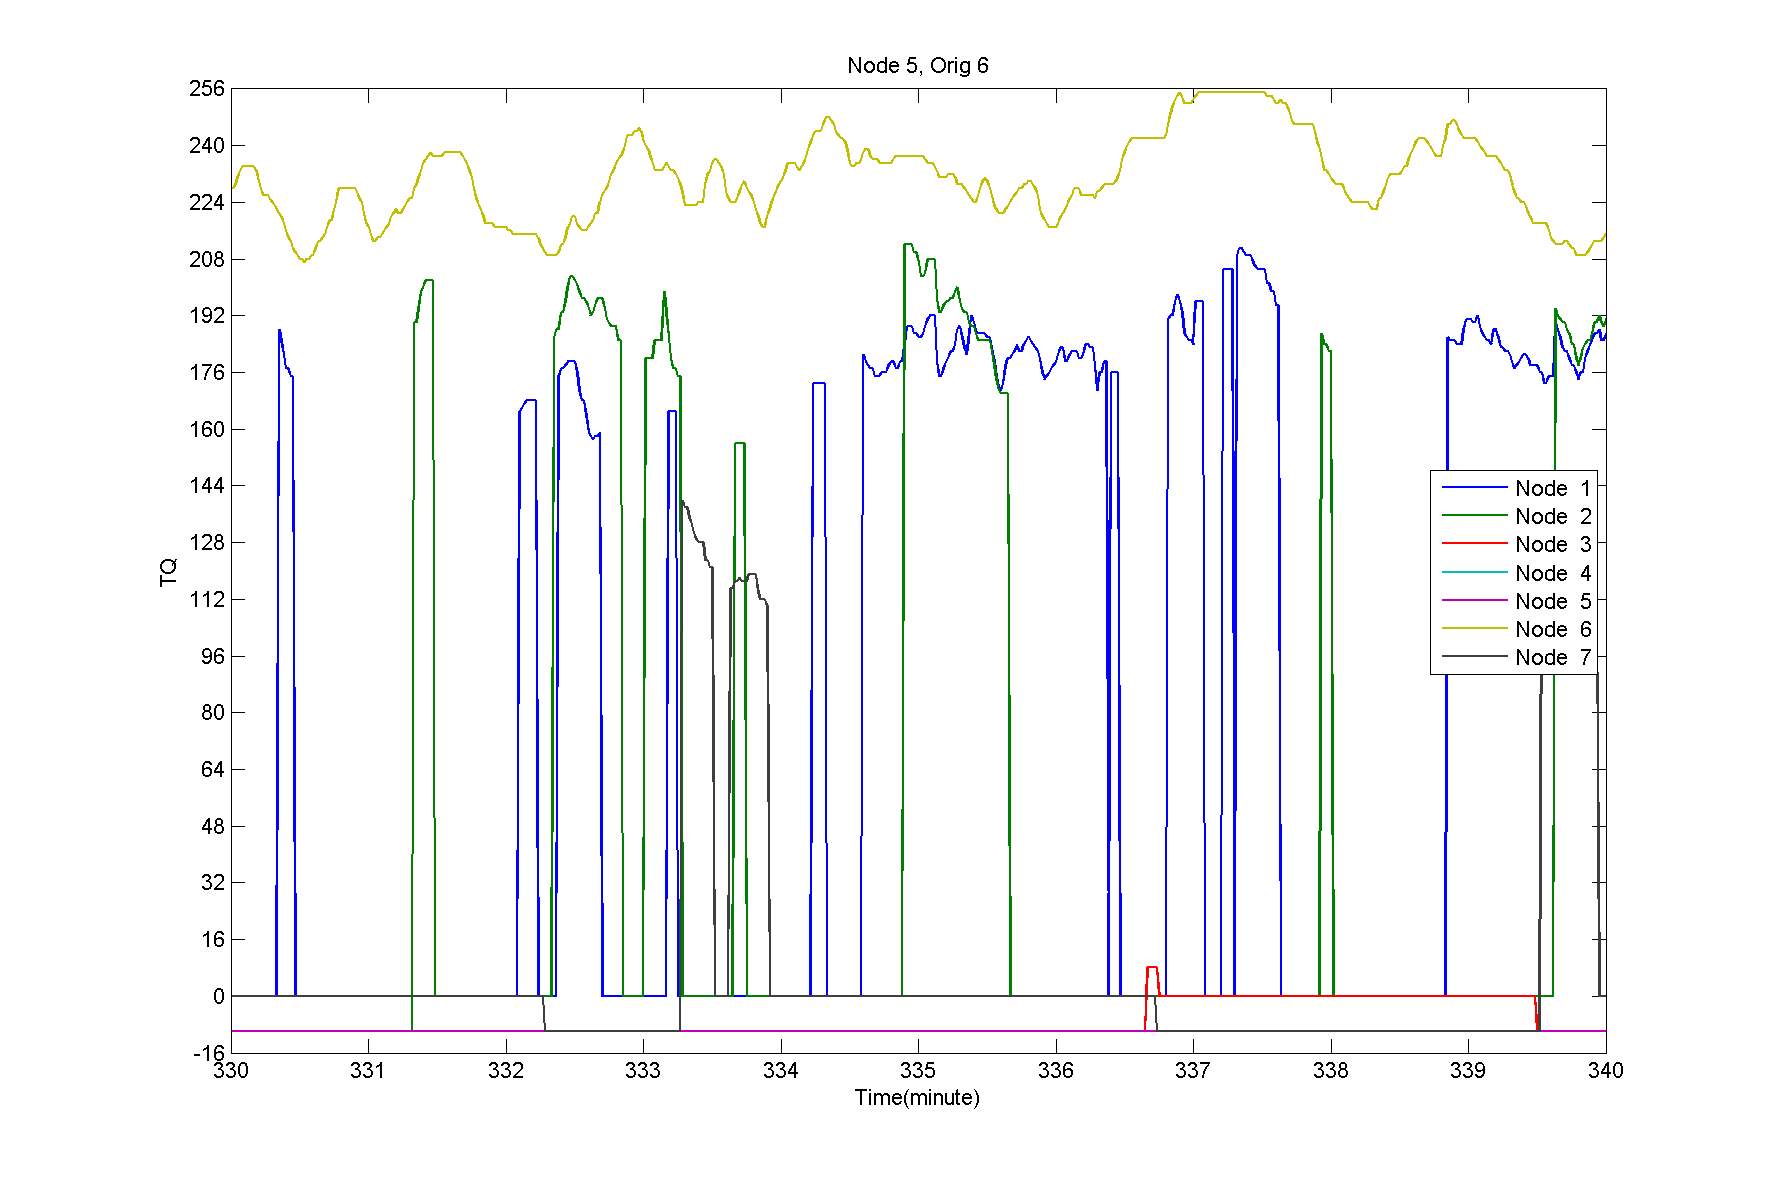 Node 5, Orig 6
256
240
224
208
192
176
160
144
128
112
96
80
64
48
32
16
0
-16
TQ
Node 1
Node 2
Node 3
Node 4
Node 5
Node 6
Node 7
330 331 332 333 334 335 336 337 338 339 340
Time(minute)